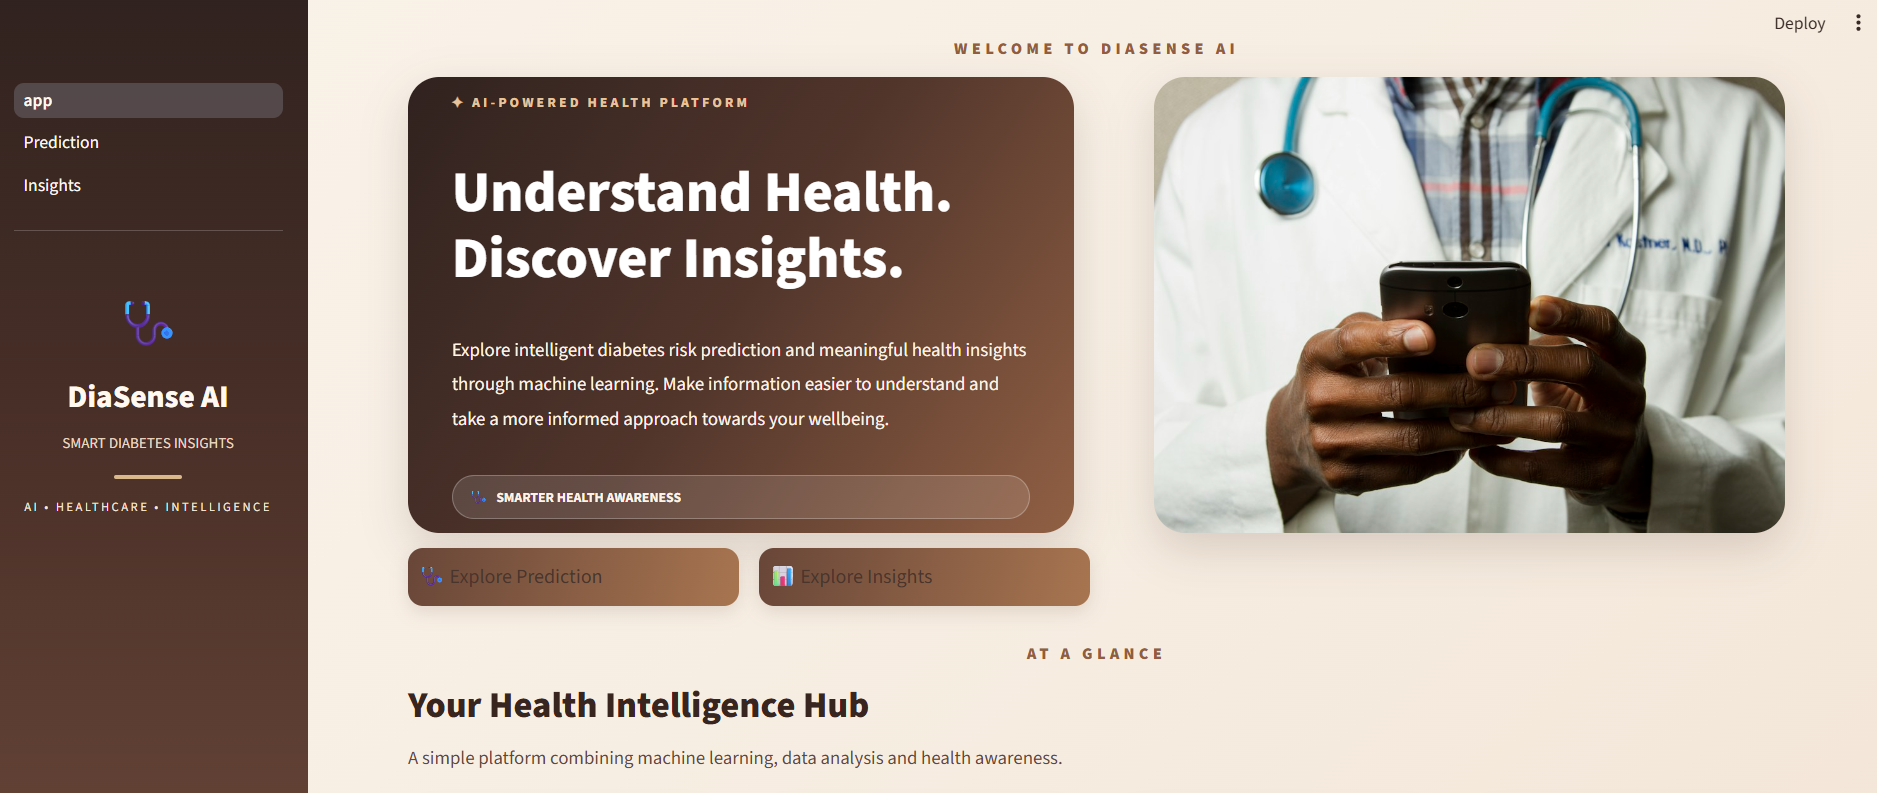 Deploy
app
Prediction
Insights
DiaSense AI
SMART DIABETES INSIGHTS
AI • HEALTHCARE • INTELLIGENCE
WELCOME TO DIASENSE AI
✦ AI-POWERED HEALTH PLATFORM
Understand Health.
Discover Insights.
Explore intelligent diabetes risk prediction and meaningful health insights
through machine learning. Make information easier to understand and
take a more informed approach towards your wellbeing.
SMARTER HEALTH AWARENESS
Explore Prediction
Explore Insights
AT A GLANCE
Your Health Intelligence Hub
A simple platform combining machine learning, data analysis and health awareness.